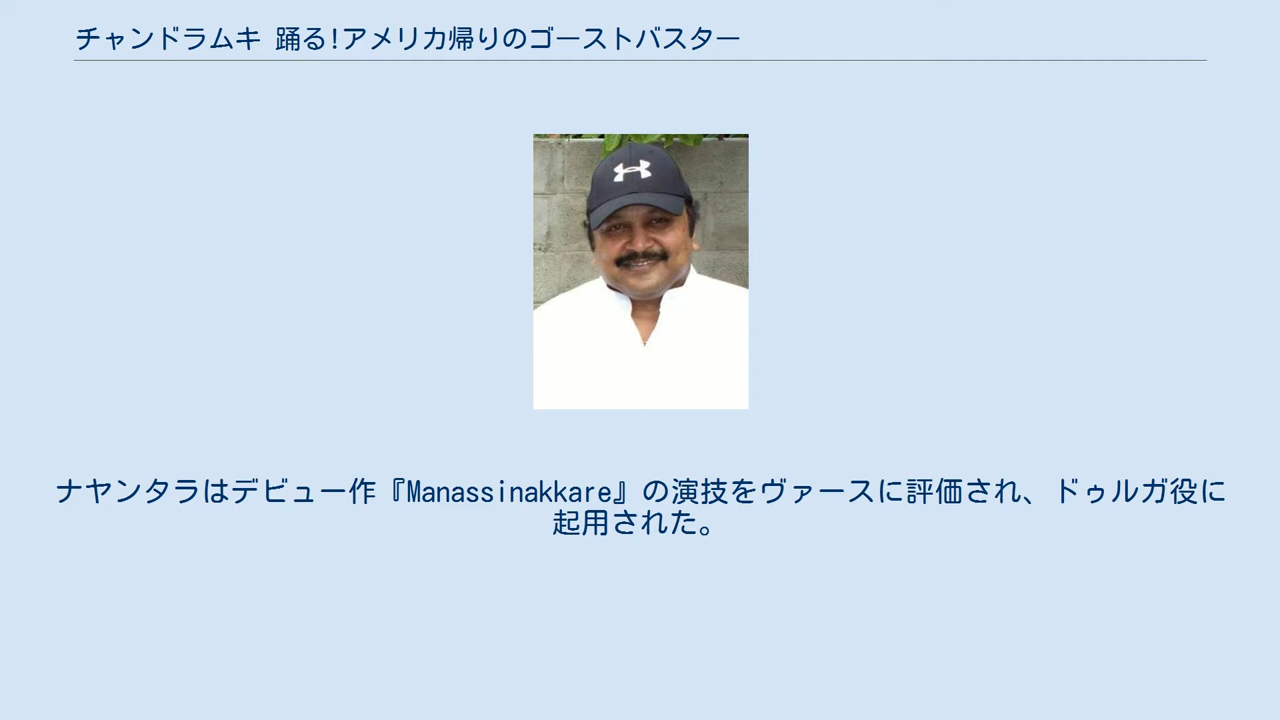 チャンドラムキ 踊る!アメリカ帰りのゴーストバスター
ナヤンタラはデビュー作『Manassinakkare』の演技をヴァースに評価され、ドゥルガ役に
起用された。